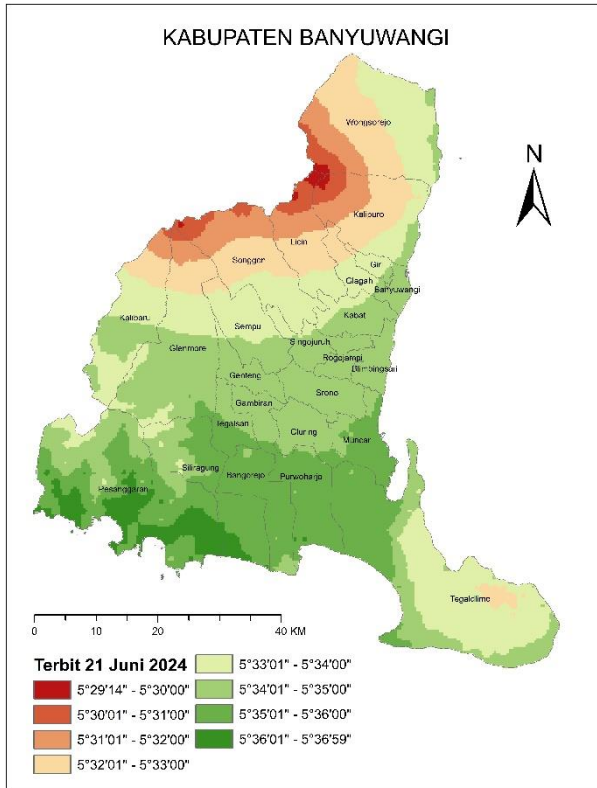 KABUPATEN BANYUWANGI
Wongsorejo
N
Kalipuro
Licin
Songgon
Giri
Glagah
Banyuwangi
Kalibaru
Kabat
Sempu
Glenmore
Singojuruh
Rogojampi
Blimbingsari
Genteng
Srono
Gambiran
Tegalsari
Cluring
Muncar
Siliragung
Bangorejo
Purwoharjo
Pesanggaran
Tegaldlimo
0 10 20 40 KM
Terbit 21 Juni 2024
5°29'14" - 5°30'00"
5°30'01" - 5°31'00"
5°31'01" - 5°32'00"
5°32'01" - 5°33'00"
5°33'01" - 5°34'00"
5°34'01" - 5°35'00"
5°35'01" - 5°36'00"
5°36'01" - 5°36'59"